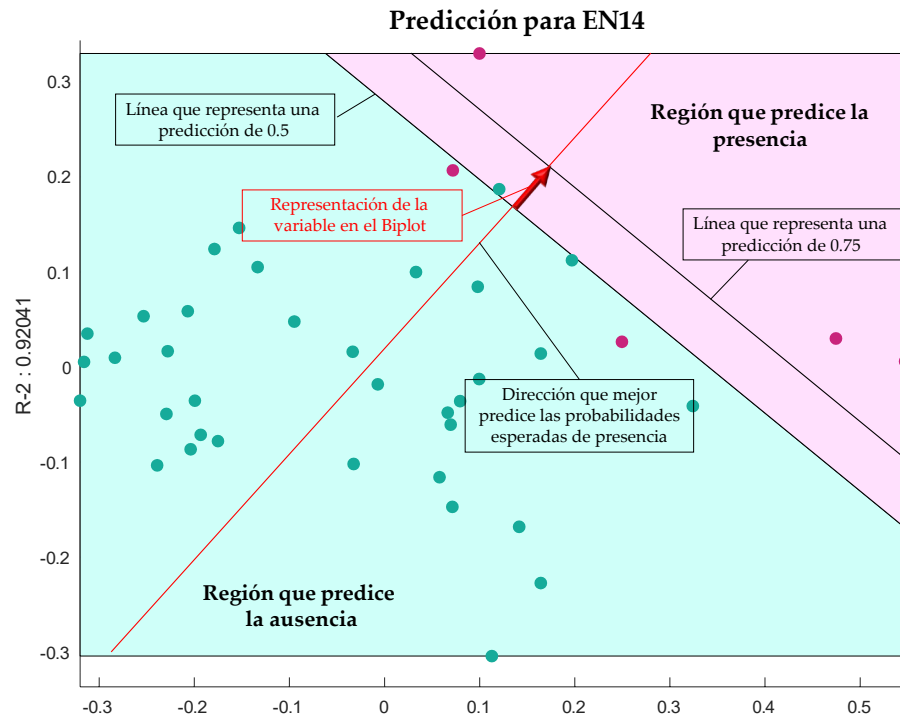 Predicción para EN14
Línea que representa una
predicción de 0.5
Región que predice la
presencia
Representación de la
variable en el Biplot
Línea que representa una
predicción de 0.75
Dirección que mejor
predice las probabilidades
esperadas de presencia
Región que predice
la ausencia
R-2 : 0.92041
0.3
0.2
0.1
0
-0.1
-0.2
-0.3
-0.3 -0.2 -0.1 0 0.1 0.2 0.3 0.4 0.5